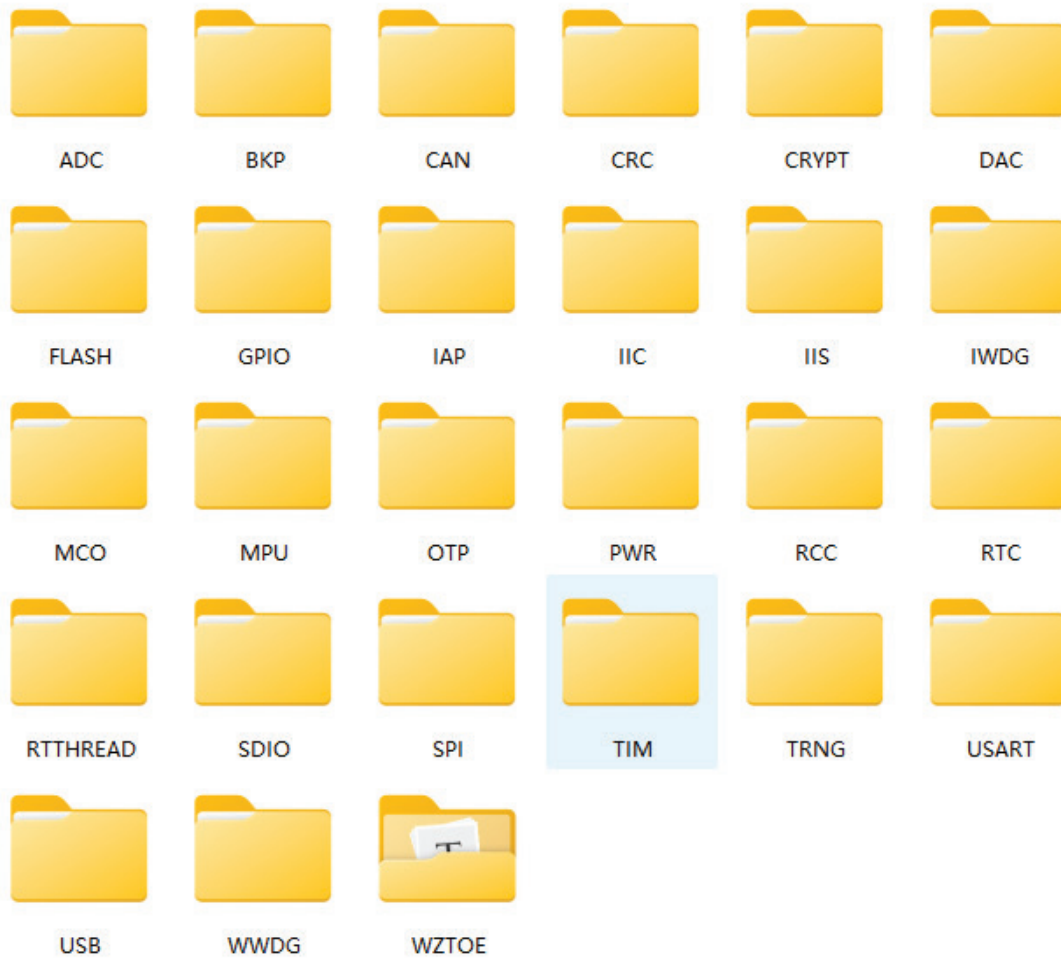 ADC BKP CAN CRC CRYPT DAC
FLASH GPIO IAP IIC IIS IWDG
MCO MPU OTP PWR RCC RTC
RTTHREAD SDIO SPI TIM TRNG USART
T
USB WWDG WZTOE